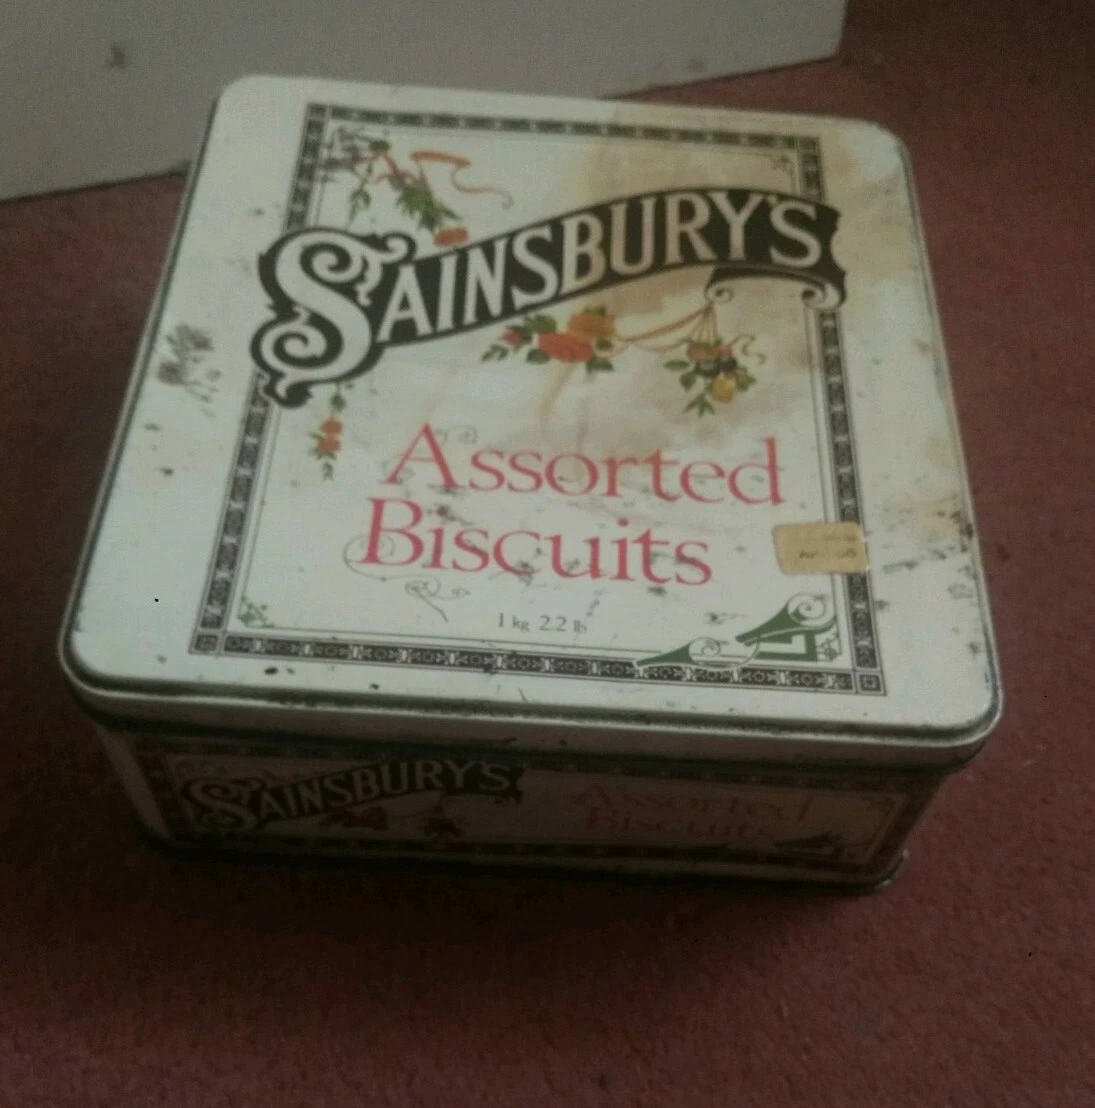 SAINSBURY'S
Assorted
Biscuits
1 kg 2.2 lb
SAINSBURY'S
Assorted
Biscuits